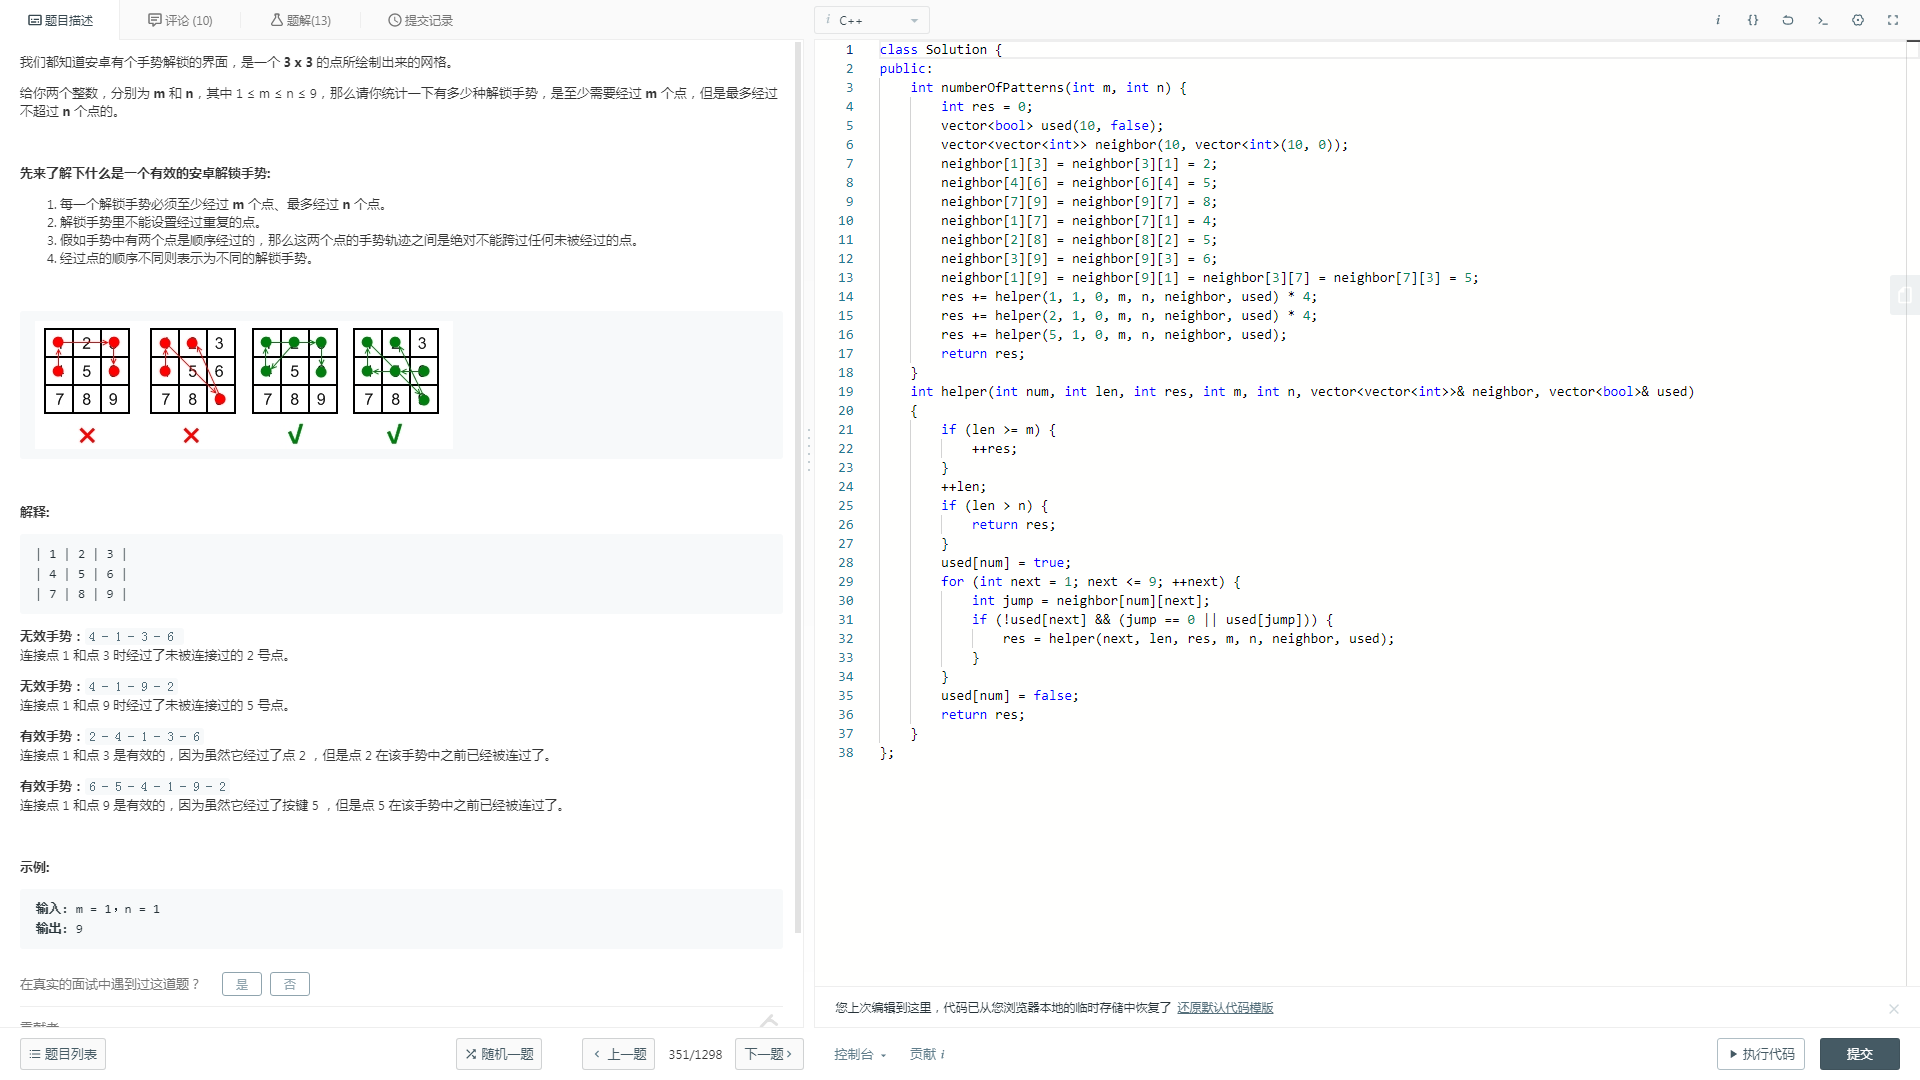 题目描述
评论 (10)
题解(13)
提交记录
我们都知道安卓有个手势解锁的界面，是一个 3 x 3 的点所绘制出来的网格。
给你两个整数，分别为 m 和 n，其中 1 ≤ m ≤ n ≤ 9，那么请你统计一下有多少种解锁手势，是至少需要经过 m 个点，但是最多经过
不超过 n 个点的。
先来了解下什么是一个有效的安卓解锁手势:
1. 每一个解锁手势必须至少经过 m 个点、最多经过 n 个点。
2. 解锁手势里不能设置经过重复的点。
3. 假如手势中有两个点是顺序经过的，那么这两个点的手势轨迹之间是绝对不能跨过任何未被经过的点。
4. 经过点的顺序不同则表示为不同的解锁手势。
2 3 3
5 5 6 5
7 8 9 7 8 7 8 9 7 8
解释:
| 1 | 2 | 3 |
| 4 | 5 | 6 |
| 7 | 8 | 9 |
无效手势：4 - 1 - 3 - 6
连接点 1 和点 3 时经过了未被连接过的 2 号点。
无效手势：4 - 1 - 9 - 2
连接点 1 和点 9 时经过了未被连接过的 5 号点。
有效手势：2 - 4 - 1 - 3 - 6
连接点 1 和点 3 是有效的，因为虽然它经过了点 2 ，但是点 2 在该手势中之前已经被连过了。
有效手势：6 - 5 - 4 - 1 - 9 - 2
连接点 1 和点 9 是有效的，因为虽然它经过了按键 5 ，但是点 5 在该手势中之前已经被连过了。
示例:
输入: m = 1，n = 1
输出: 9
在真实的面试中遇到过这道题？
是
否
贡献者
题目列表
随机一题
上一题
351/1298
下一题
i C++
1 class Solution {
2 public:
3 int numberOfPatterns(int m, int n) {
4 int res = 0;
5 vector<bool> used(10, false);
6 vector<vector<int>> neighbor(10, vector<int>(10, 0));
7 neighbor[1][3] = neighbor[3][1] = 2;
8 neighbor[4][6] = neighbor[6][4] = 5;
9 neighbor[7][9] = neighbor[9][7] = 8;
10 neighbor[1][7] = neighbor[7][1] = 4;
11 neighbor[2][8] = neighbor[8][2] = 5;
12 neighbor[3][9] = neighbor[9][3] = 6;
13 neighbor[1][9] = neighbor[9][1] = neighbor[3][7] = neighbor[7][3] = 5;
14 res += helper(1, 1, 0, m, n, neighbor, used) * 4;
15 res += helper(2, 1, 0, m, n, neighbor, used) * 4;
16 res += helper(5, 1, 0, m, n, neighbor, used);
17 return res;
18 }
19 int helper(int num, int len, int res, int m, int n, vector<vector<int>>& neighbor, vector<bool>& used)
20 {
21 if (len >= m) {
22 ++res;
23 }
24 ++len;
25 if (len > n) {
26 return res;
27 }
28 used[num] = true;
29 for (int next = 1; next <= 9; ++next) {
30 int jump = neighbor[num][next];
31 if (!used[next] && (jump == 0 || used[jump])) {
32 res = helper(next, len, res, m, n, neighbor, used);
33 }
34 }
35 used[num] = false;
36 return res;
37 }
38 };
您上次编辑到这里，代码已从您浏览器本地的临时存储中恢复了 还原默认代码模版
控制台
贡献 i
执行代码
提交